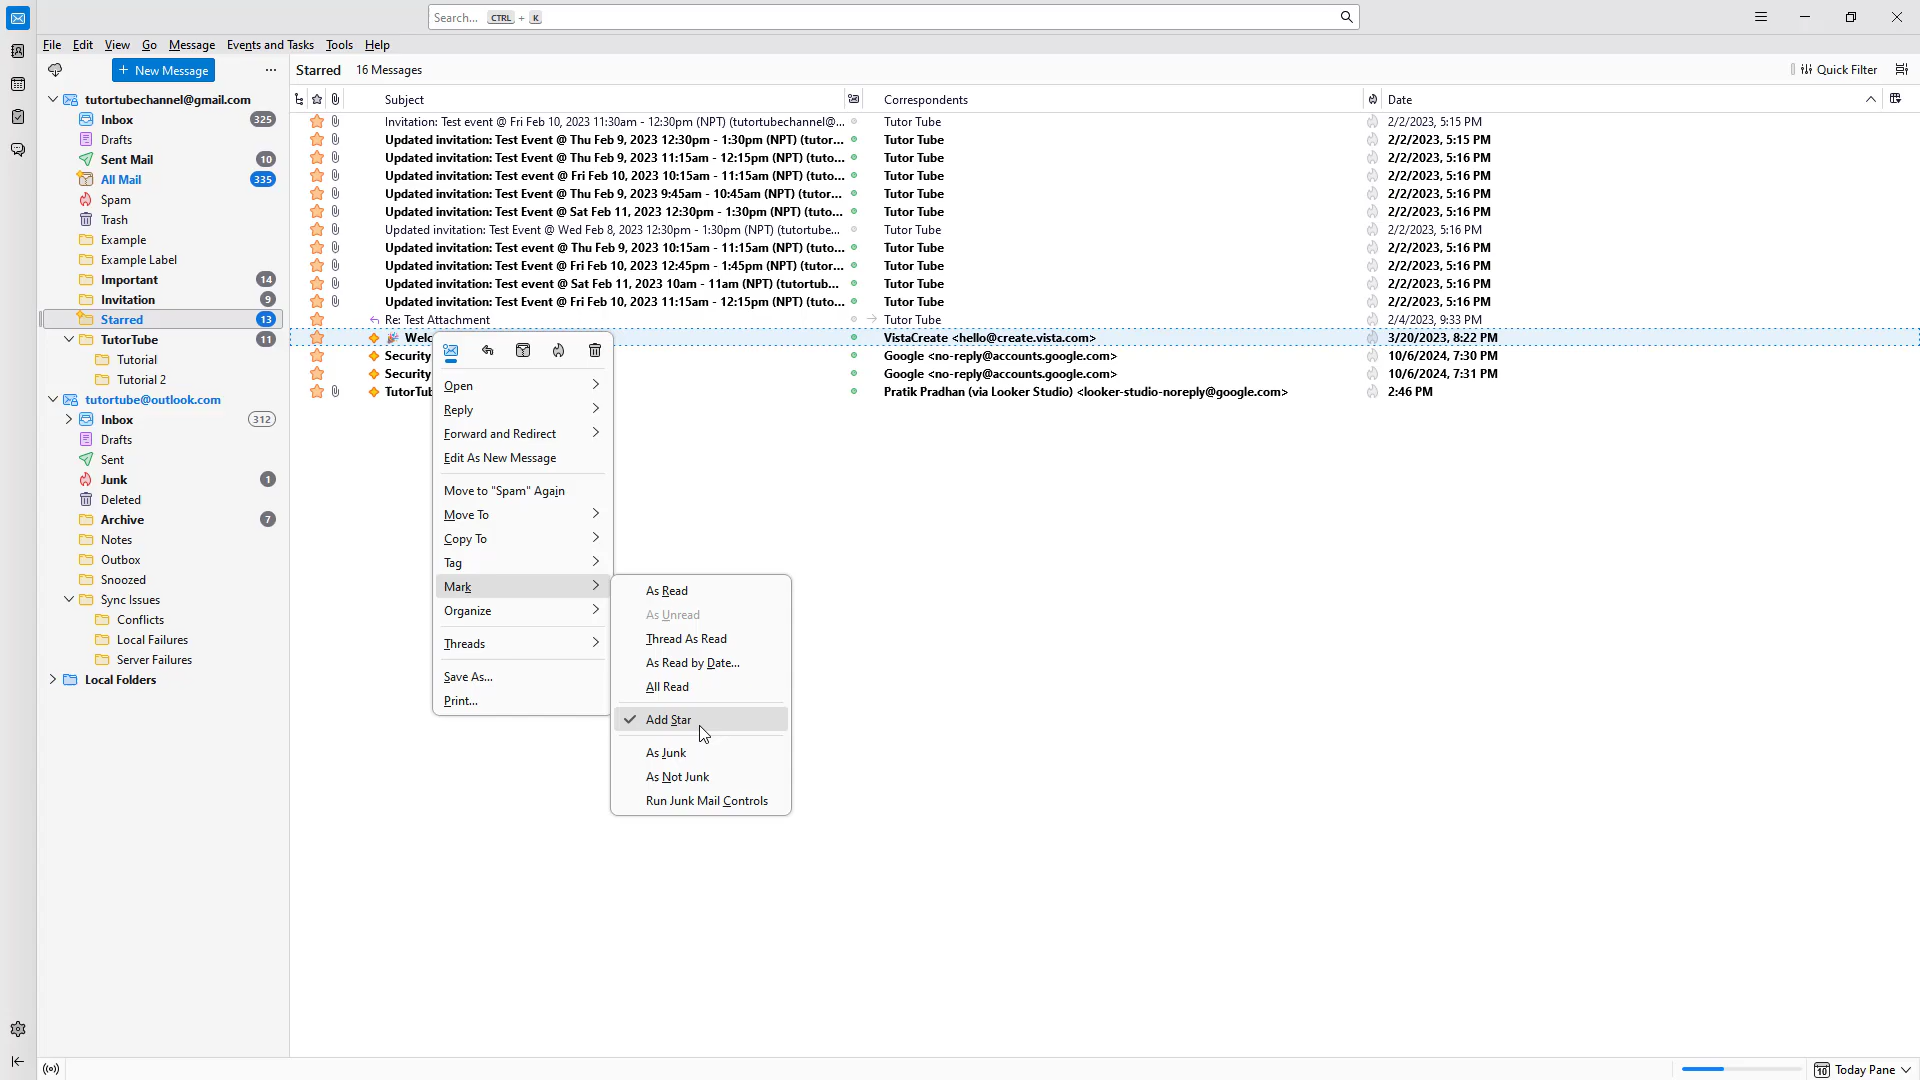 Search... CTRL + K
File Edit View Go Message Events and Tasks Tools Help
New Message
Starred 16 Messages
Quick Filter
Subject Correspondents Date
tutortubechannel@gmail.com
Inbox 325
Drafts
Sent Mail 10
All Mail 335
Spam
Trash
Example
Example Label
Important 14
Invitation 9
Starred 13
TutorTube 11
Tutorial
Tutorial 2
tutortube@outlook.com
Inbox 312
Drafts
Sent
Junk 1
Deleted
Archive 7
Notes
Outbox
Snoozed
Sync Issues
Conflicts
Local Failures
Server Failures
Local Folders
Invitation: Test event @ Fri Feb 10, 2023 11:30am - 12:30pm (NPT) (tutortubechannel@... Tutor Tube 2/2/2023, 5:15 PM
Updated invitation: Test Event @ Thu Feb 9, 2023 12:30pm - 1:30pm (NPT) (tutor... Tutor Tube 2/2/2023, 5:15 PM
Updated invitation: Test Event @ Thu Feb 9, 2023 11:15am - 12:15pm (NPT) (tuto... Tutor Tube 2/2/2023, 5:16 PM
Updated invitation: Test event @ Fri Feb 10, 2023 10:15am - 11:15am (NPT) (tuto... Tutor Tube 2/2/2023, 5:16 PM
Updated invitation: Test Event @ Thu Feb 9, 2023 9:45am - 10:45am (NPT) (tutor... Tutor Tube 2/2/2023, 5:16 PM
Updated invitation: Test Event @ Sat Feb 11, 2023 12:30pm - 1:30pm (NPT) (tuto... Tutor Tube 2/2/2023, 5:16 PM
Updated invitation: Test Event @ Wed Feb 8, 2023 12:30pm - 1:30pm (NPT) (tutortube... Tutor Tube 2/2/2023, 5:16 PM
Updated invitation: Test event @ Thu Feb 9, 2023 10:15am - 11:15am (NPT) (tuto... Tutor Tube 2/2/2023, 5:16 PM
Updated invitation: Test Event @ Fri Feb 10, 2023 12:45pm - 1:45pm (NPT) (tutor... Tutor Tube 2/2/2023, 5:16 PM
Updated invitation: Test Event @ Sat Feb 11, 2023 10am - 11am (NPT) (tutortub... Tutor Tube 2/2/2023, 5:16 PM
Updated invitation: Test Event @ Fri Feb 10, 2023 11:15am - 12:15pm (NPT) (tuto... Tutor Tube 2/2/2023, 5:16 PM
Re: Test Attachment Tutor Tube 2/4/2023, 9:33 PM
Welc VistaCreate <hello@create.vista.com> 3/20/2023, 8:22 PM
Security Google <no-reply@accounts.google.com> 10/6/2024, 7:30 PM
Security Google <no-reply@accounts.google.com> 10/6/2024, 7:31 PM
TutorTub Pratik Pradhan (via Looker Studio) <looker-studio-noreply@google.com> 2:46 PM
Open
Reply
Forward and Redirect
Edit As New Message
Move to "Spam" Again
Move To
Copy To
Tag
Mark
Organize
Threads
Save As...
Print...
As Read
As Unread
Thread As Read
As Read by Date...
All Read
Add Star
As Junk
As Not Junk
Run Junk Mail Controls
10 Today Pane